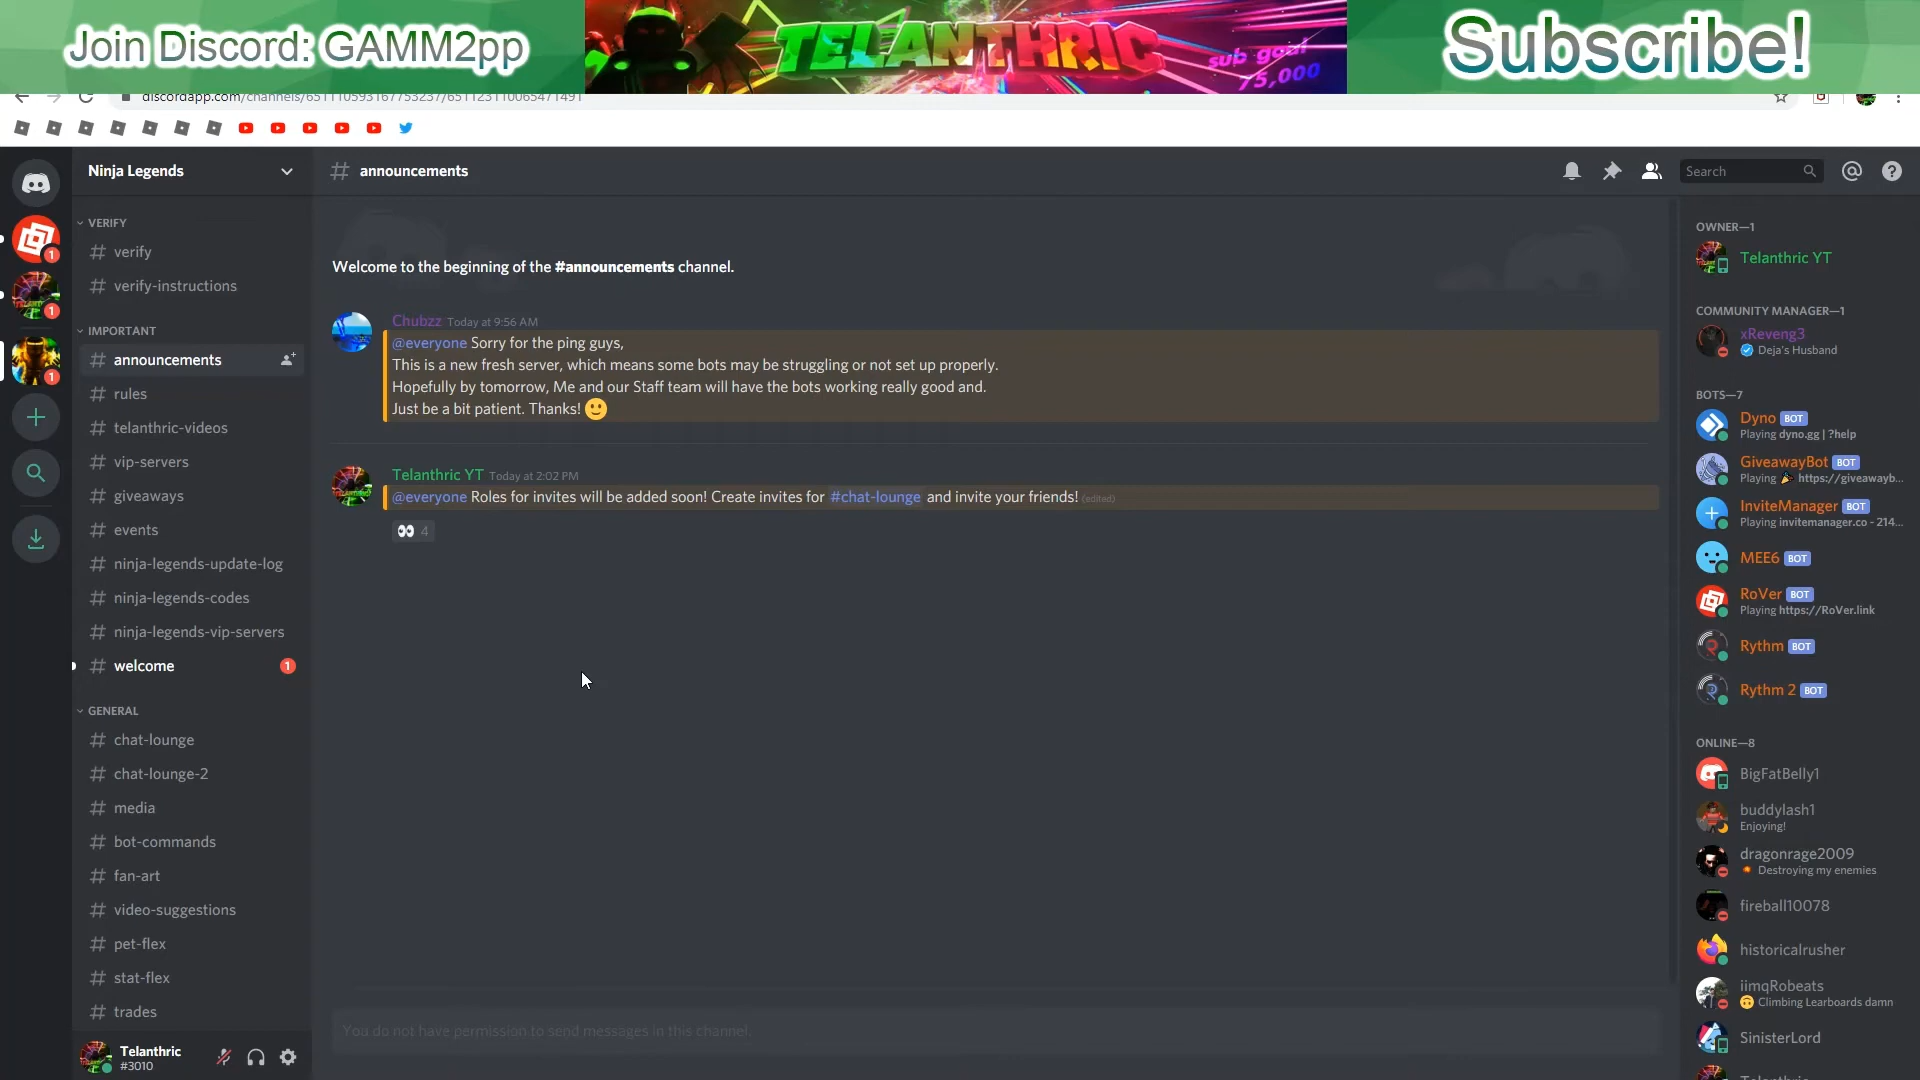 Join Discord: GAMM2pp
TELANTHRIC
sub goal
75,000
Subscribe!
discordapp.com/channels/651110593167753237/651123110065471491
Ninja Legends
announcements
Search
VERIFY
verify
verify-instructions
IMPORTANT
announcements
rules
telanthric-videos
vip-servers
giveaways
events
ninja-legends-update-log
ninja-legends-codes
ninja-legends-vip-servers
welcome
1
GENERAL
chat-lounge
chat-lounge-2
media
bot-commands
fan-art
video-suggestions
pet-flex
stat-flex
trades
Telanthric
#3010
1
1
1
Welcome to the beginning of the #announcements channel.
Chubzz Today at 9:56 AM
@everyone Sorry for the ping guys,
This is a new fresh server, which means some bots may be struggling or not set up properly.
Hopefully by tomorrow, Me and our Staff team will have the bots working really good and.
Just be a bit patient. Thanks! 🙂
Telanthric YT Today at 2:02 PM
@everyone Roles for invites will be added soon! Create invites for #chat-lounge and invite your friends! (edited)
👀 4
You do not have permission to send messages in this channel.
OWNER—1
Telanthric YT
COMMUNITY MANAGER—1
xReveng3
Deja's Husband
BOTS—7
Dyno BOT
Playing dyno.gg | ?help
GiveawayBot BOT
Playing 🎉 https://giveawayb...
InviteManager BOT
Playing invitemanager.co - 214...
MEE6 BOT
RoVer BOT
Playing https://RoVer.link
Rythm BOT
Rythm 2 BOT
ONLINE—8
BigFatBelly1
buddylash1
Enjoying!
dragonrage2009
Destroying my enemies
fireball10078
historicalrusher
iimqRobeats
Climbing Learboards damn
SinisterLord
Telanthric